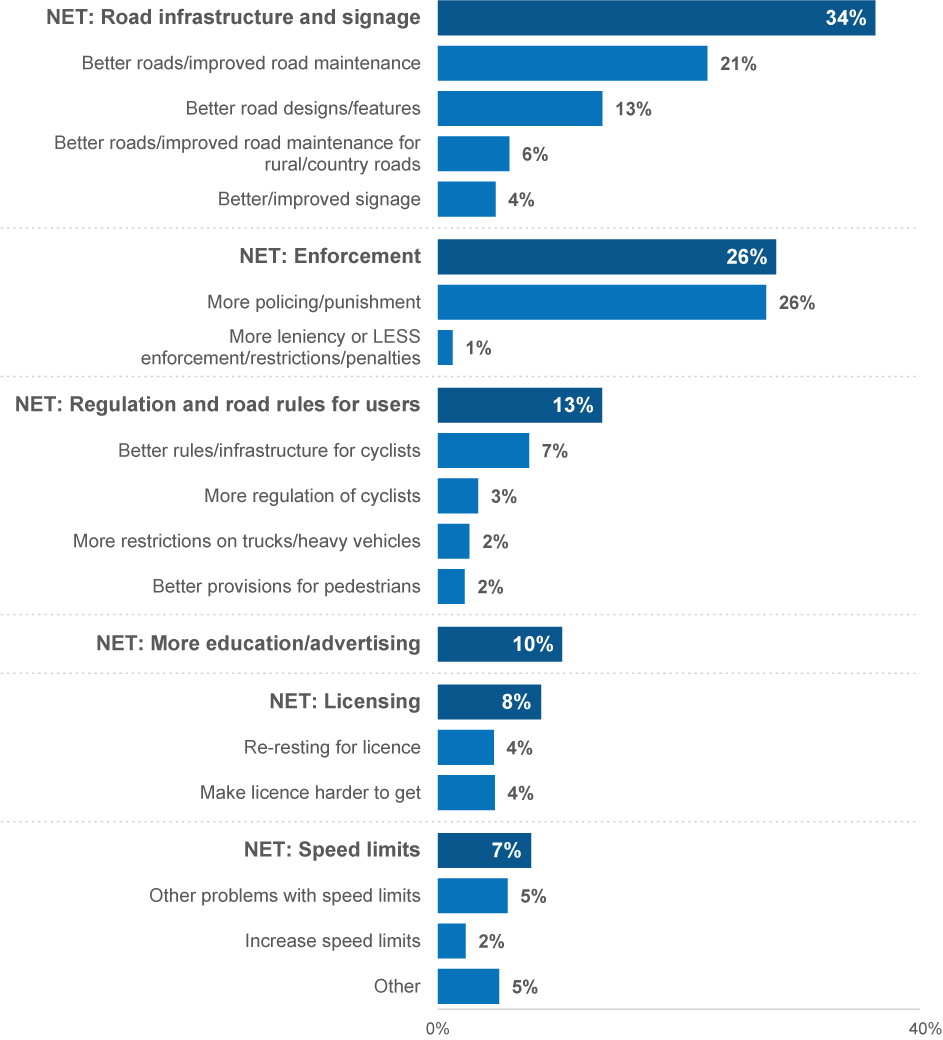 NET: Road infrastructure and signage 34%
Better roads/improved road maintenance 21%
Better road designs/features 13%
Better roads/improved road maintenance for
rural/country roads 6%
Better/improved signage 4%
NET: Enforcement 26%
More policing/punishment 26%
More leniency or LESS
enforcement/restrictions/penalties 1%
NET: Regulation and road rules for users 13%
Better rules/infrastructure for cyclists 7%
More regulation of cyclists 3%
More restrictions on trucks/heavy vehicles 2%
Better provisions for pedestrians 2%
NET: More education/advertising 10%
NET: Licensing 8%
Re-resting for licence 4%
Make licence harder to get 4%
NET: Speed limits 7%
Other problems with speed limits 5%
Increase speed limits 2%
Other 5%
0% 40%